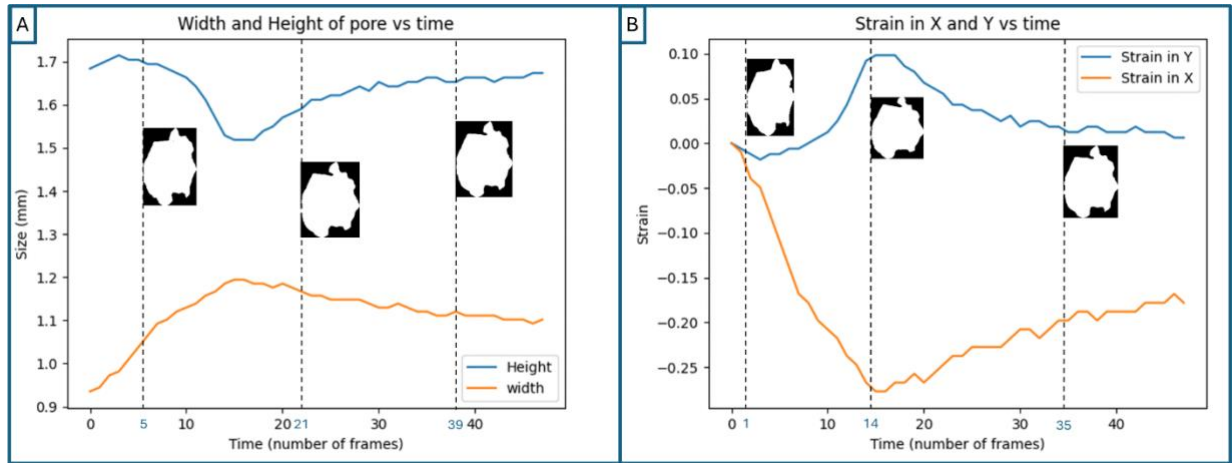 A
Width and Height of pore vs time
Size (mm)
1.7
1.6
1.5
1.4
1.3
1.2
1.1
1.0
0.9
Height
width
0 5 10 20 21 30 39 40
Time (number of frames)
B
Strain in X and Y vs time
Strain
0.10
0.05
0.00
−0.05
−0.10
−0.15
−0.20
−0.25
Strain in Y
Strain in X
0 1 10 14 20 30 35 40
Time (number of frames)